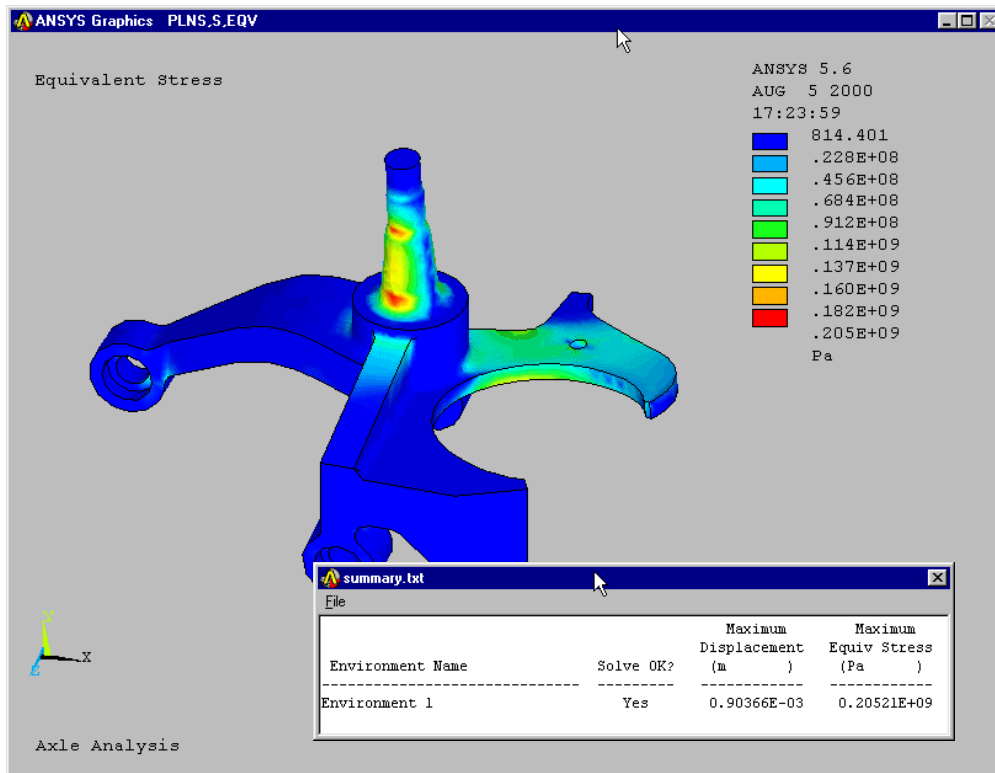 ANSYS Graphics PLNS,S,EQV
Equivalent Stress
ANSYS 5.6
AUG 5 2000
17:23:59
814.401
.228E+08
.456E+08
.684E+08
.912E+08
.114E+09
.137E+09
.160E+09
.182E+09
.205E+09
Pa
summary.txt
File
Maximum Maximum
Displacement Equiv Stress
Environment Name Solve OK? (m ) (Pa )
------------------------------ --------- ------------ ------------
Environment 1 Yes 0.90366E-03 0.20521E+09
Y
X
Z
Axle Analysis